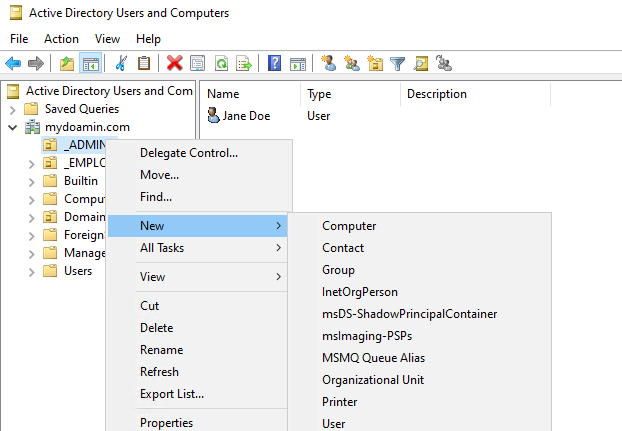 Active Directory Users and Computers
File Action View Help
Active Directory Users and Com
Saved Queries
mydoamin.com
_ADMIN
_EMPLO
Builtin
Compu
Domain
Foreign
Manage
Users
Name Type Description
Jane Doe User
Delegate Control...
Move...
Find...
New
All Tasks
View
Cut
Delete
Rename
Refresh
Export List...
Properties
Computer
Contact
Group
InetOrgPerson
msDS-ShadowPrincipalContainer
msImaging-PSPs
MSMQ Queue Alias
Organizational Unit
Printer
User